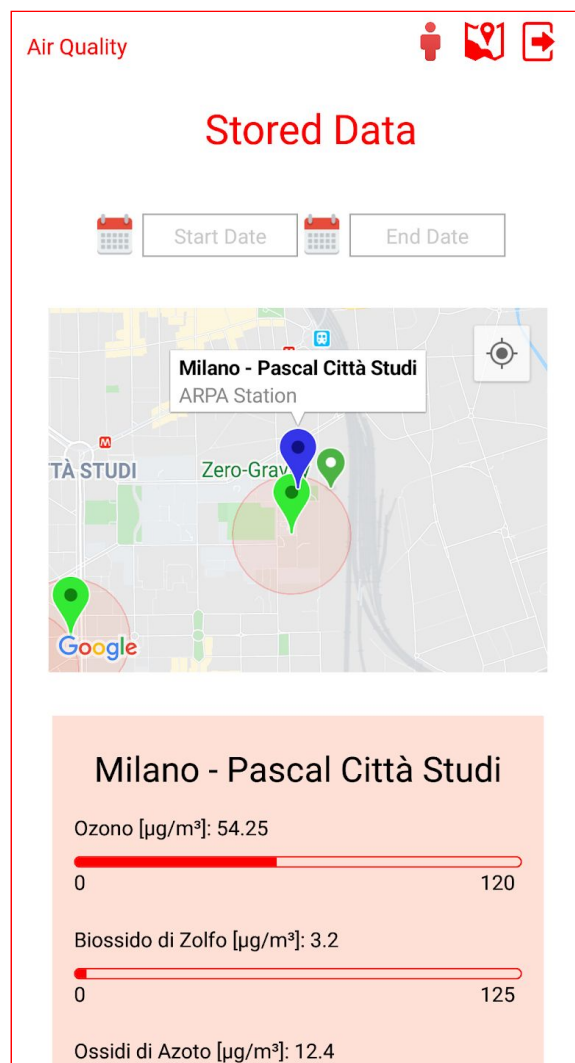 Air Quality
Stored Data
Start Date
End Date
Milano - Pascal Città Studi
ARPA Station
M
TÀ STUDI
Zero-Grav
Google
Milano - Pascal Città Studi
Ozono [µg/m³]: 54.25
0 120
Biossido di Zolfo [µg/m³]: 3.2
0 125
Ossidi di Azoto [µg/m³]: 12.4